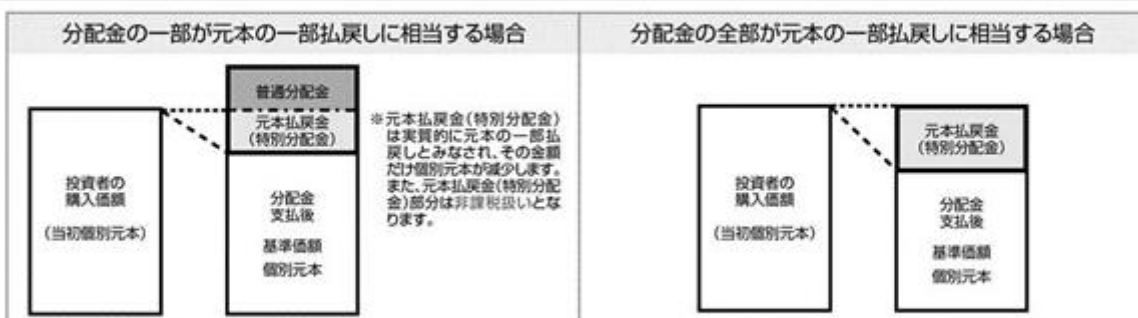 分配金の一部が元本の一部払戻しに相当する場合
普通分配金
元本払戻金
(特別分配金)
投資者の
購入価額
(当初個別元本)
分配金
支払後
基準価額
個別元本
※元本払戻金(特別分配金)
は実質的に元本の一部払
戻しとみなされ、その金額
だけ個別元本が減少します。
また、元本払戻金(特別分配
金)部分は非課税扱いとな
ります。
分配金の全部が元本の一部払戻しに相当する場合
元本払戻金
(特別分配金)
投資者の
購入価額
(当初個別元本)
分配金
支払後
基準価額
個別元本